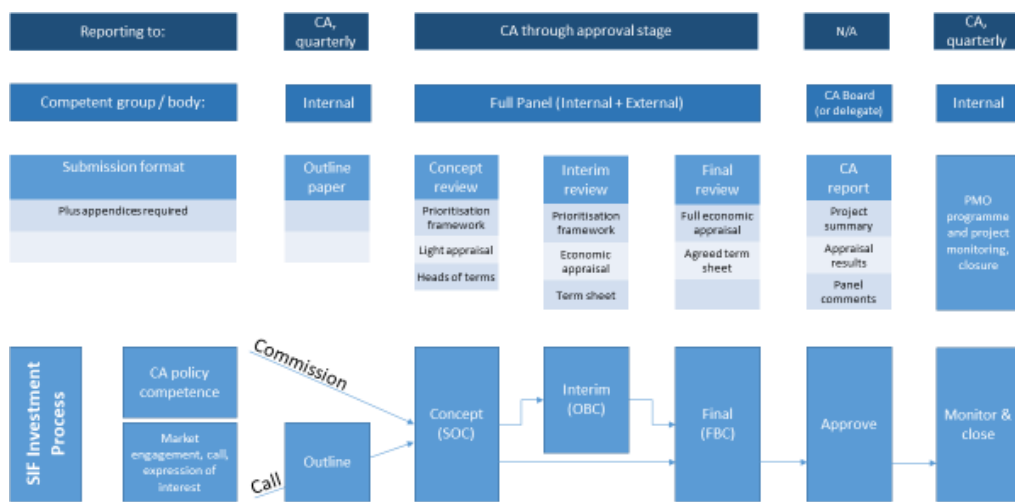 Reporting to:
CA,
quarterly
CA through approval stage
N/A
CA,
quarterly
Competent group / body:
Internal
Full Panel (Internal + External)
CA Board
(or delegate)
Internal
Submission format
Plus appendices required
Outline
paper
Concept
review
Prioritisation
framework
Light appraisal
Heads of terms
Interim
review
Prioritisation
framework
Economic
appraisal
Term sheet
Final
review
Full economic
appraisal
Agreed term
sheet
CA
report
Project
summary
Appraisal
results
Panel
comments
PMO
programme
and project
monitoring,
closure
SIF Investment
Process
CA policy
competence
Market
engagement, call,
expression of
interest
Commission
Call
Outline
Concept
(SOC)
Interim
(OBC)
Final
(FBC)
Approve
Monitor &
close